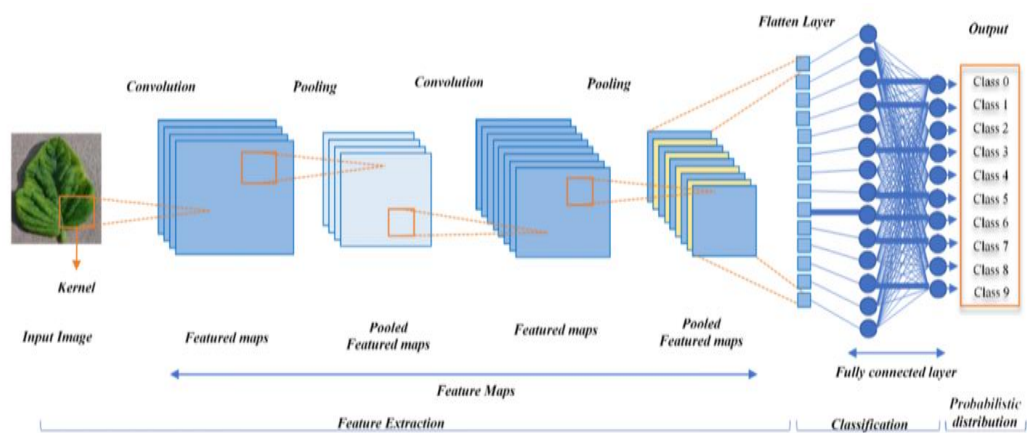 Flatten Layer
Output
Convolution
Pooling
Convolution
Pooling
Class 0
Class 1
Class 2
Class 3
Class 4
Class 5
Class 6
Class 7
Class 8
Class 9
Kernel
Input Image
Featured maps
Pooled
Featured maps
Featured maps
Pooled
Featured maps
Fully connected layer
Feature Maps
Feature Extraction
Classification
Probabilistic
distribution